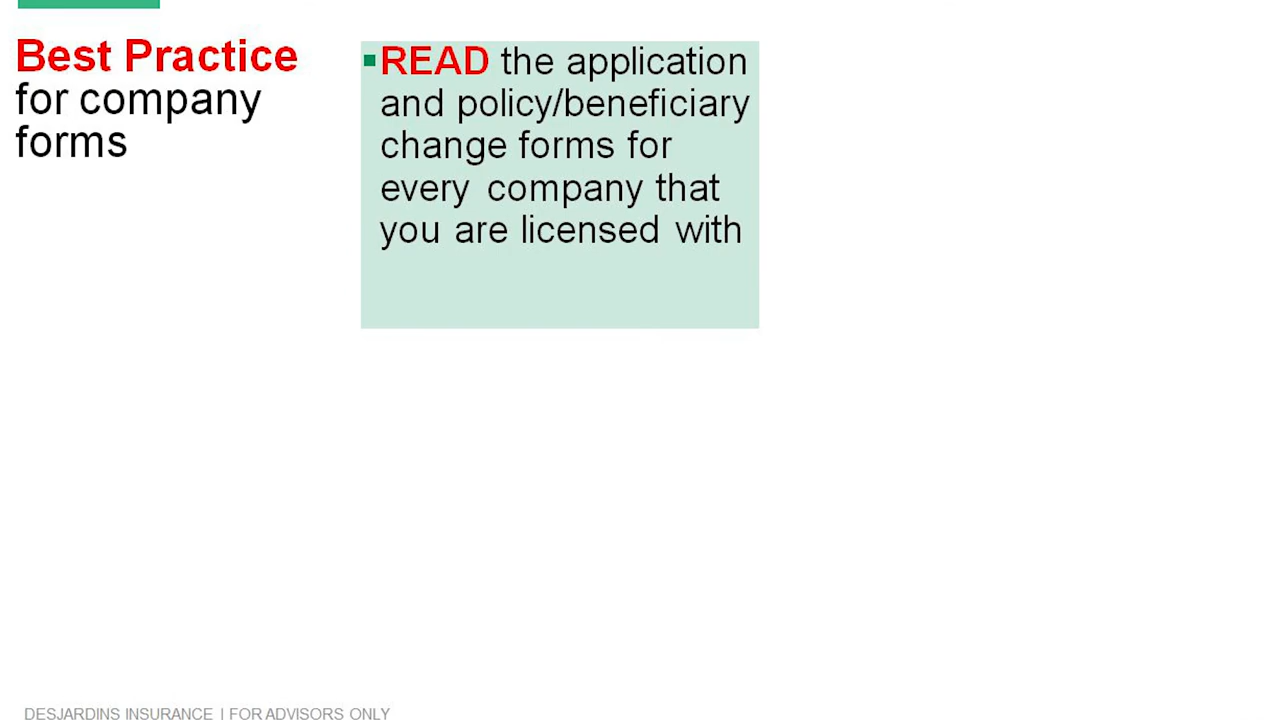 Best Practice
for company
forms
▪READ the application
and policy/beneficiary
change forms for
every company that
you are licensed with
DESJARDINS INSURANCE | FOR ADVISORS ONLY